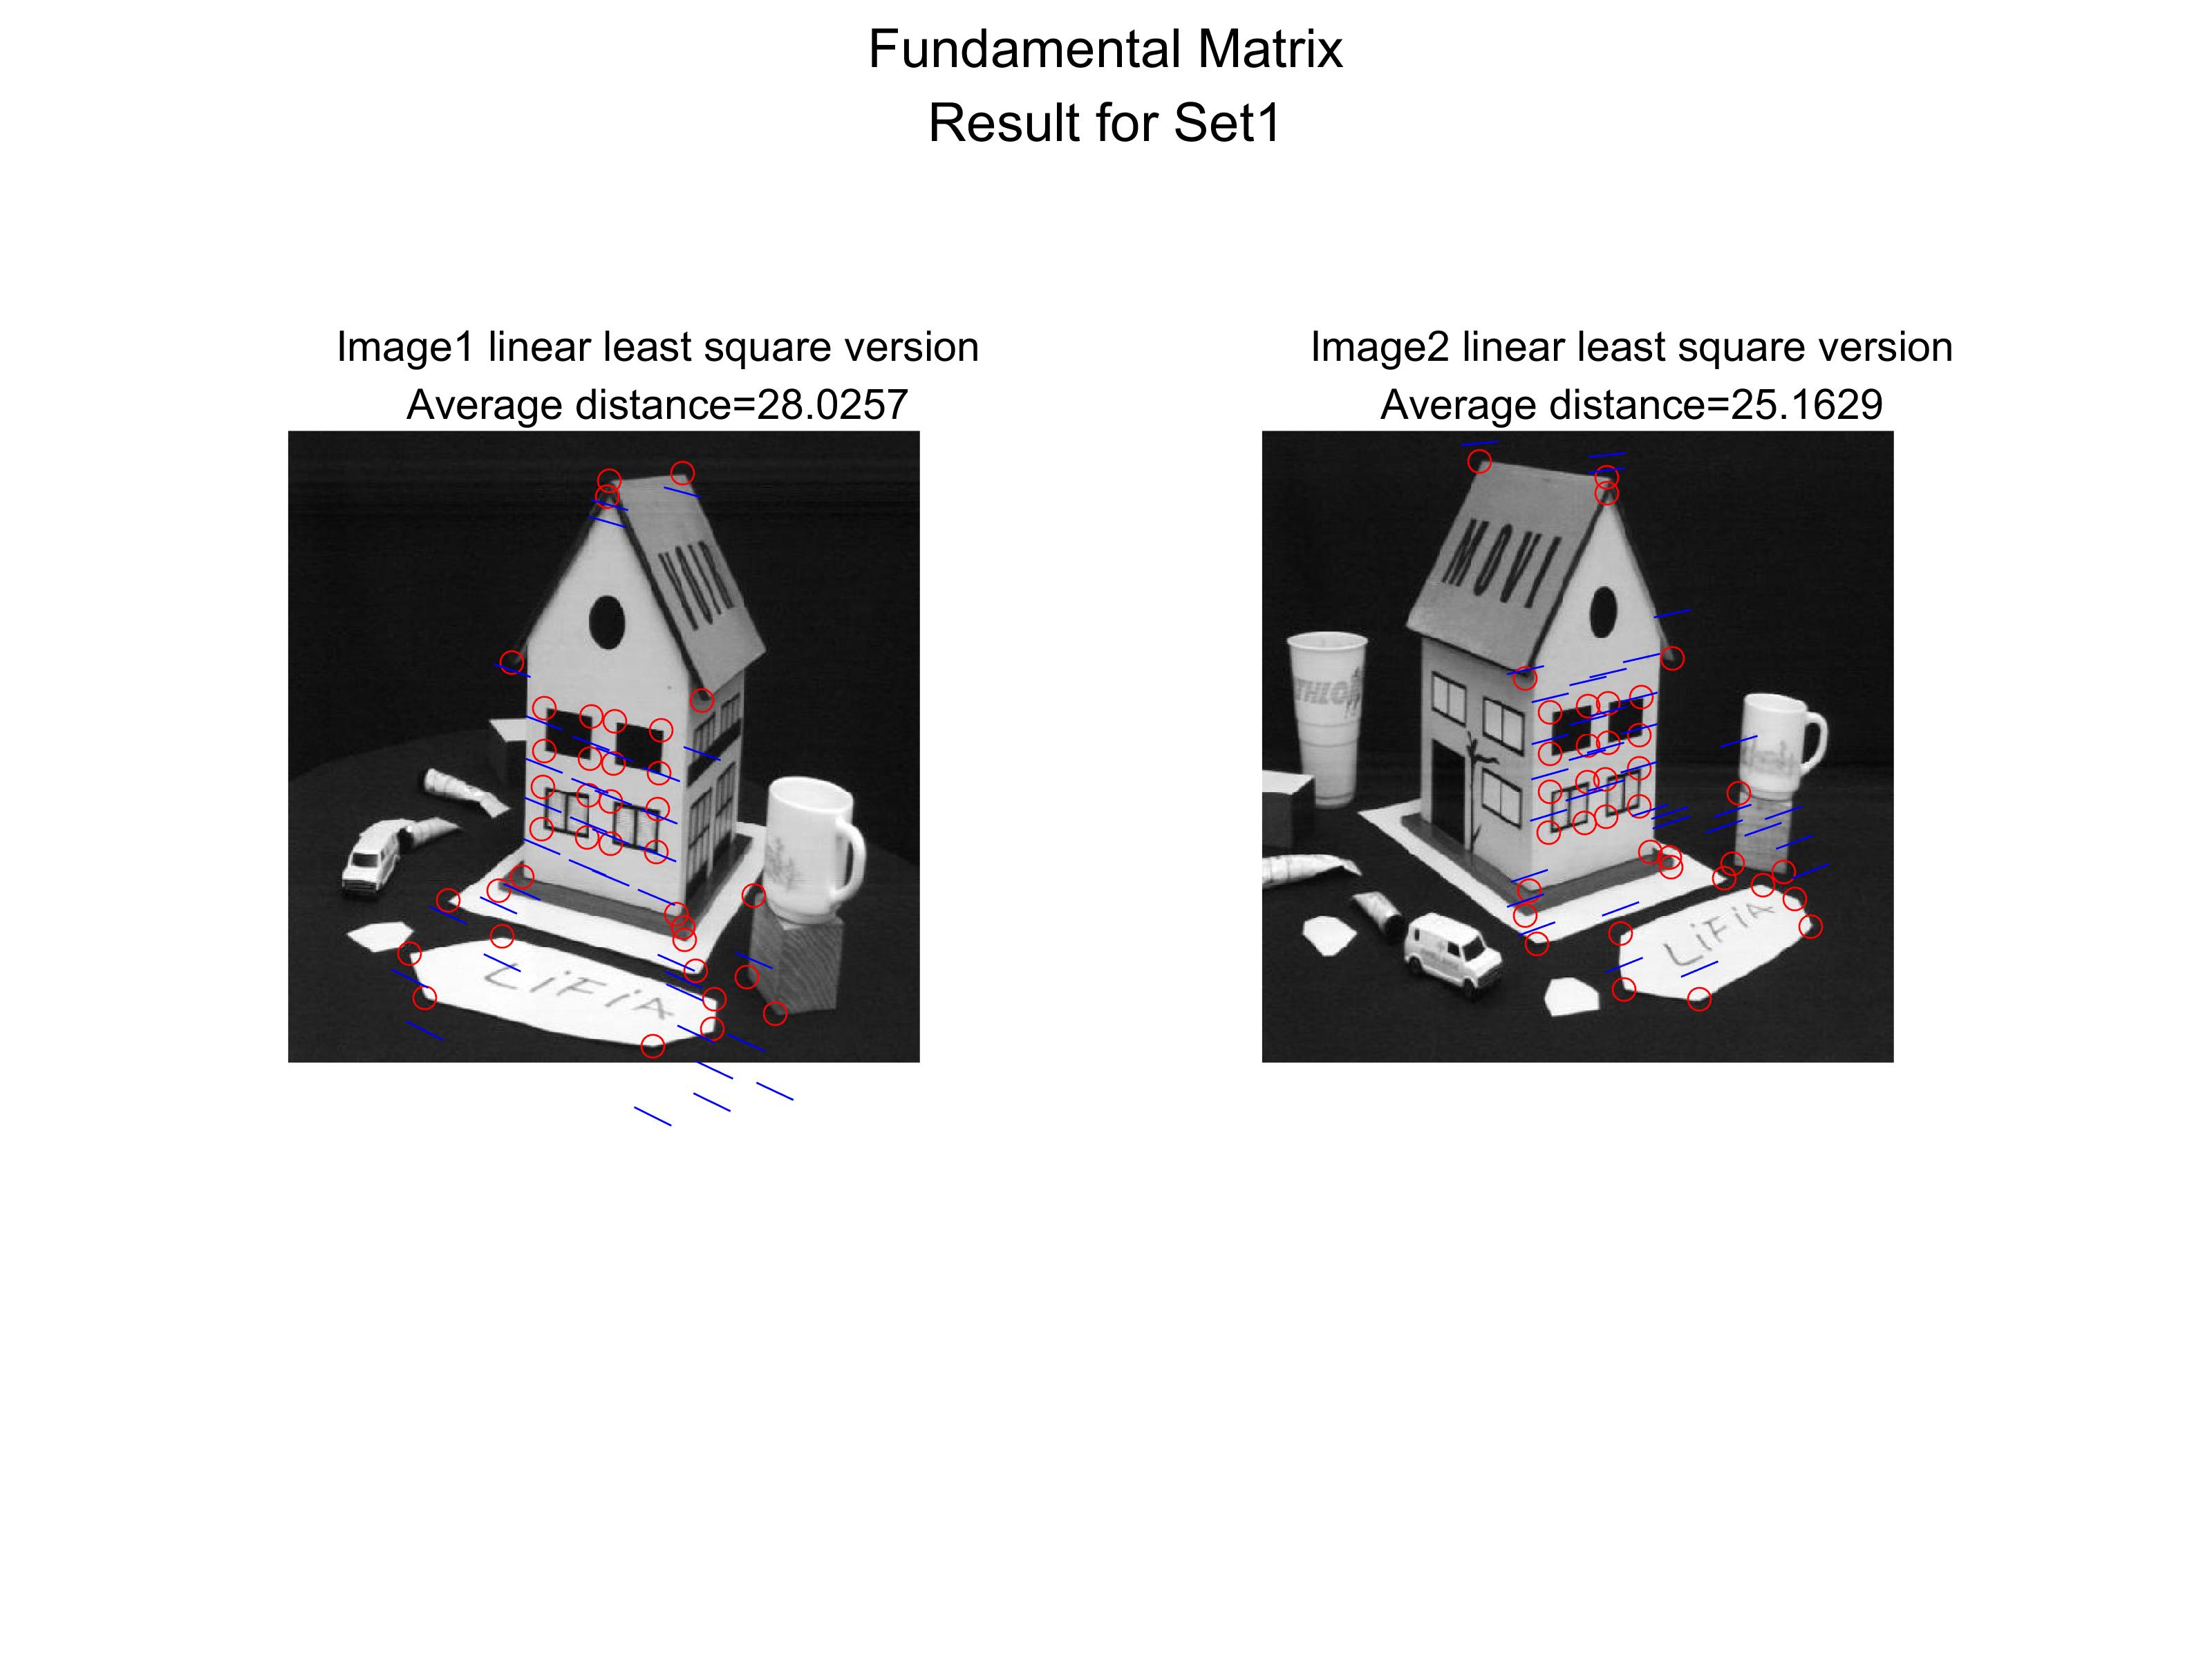 Fundamental Matrix
Result for Set1
Image1 linear least square version
Average distance=28.0257
Image2 linear least square version
Average distance=25.1629
MOVI
THLO
LiFiA
LiFiA